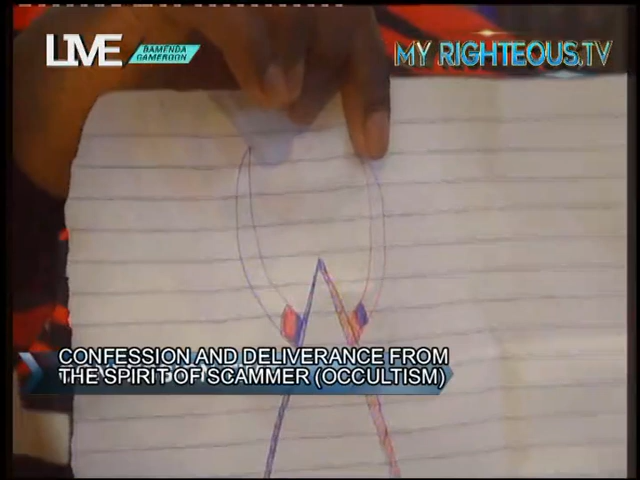 LIVE
BAMENDA
CAMEROON
MY RIGHTEOUS.TV
CONFESSION AND DELIVERANCE FROM
THE SPIRIT OF SCAMMER (OCCULTISM)